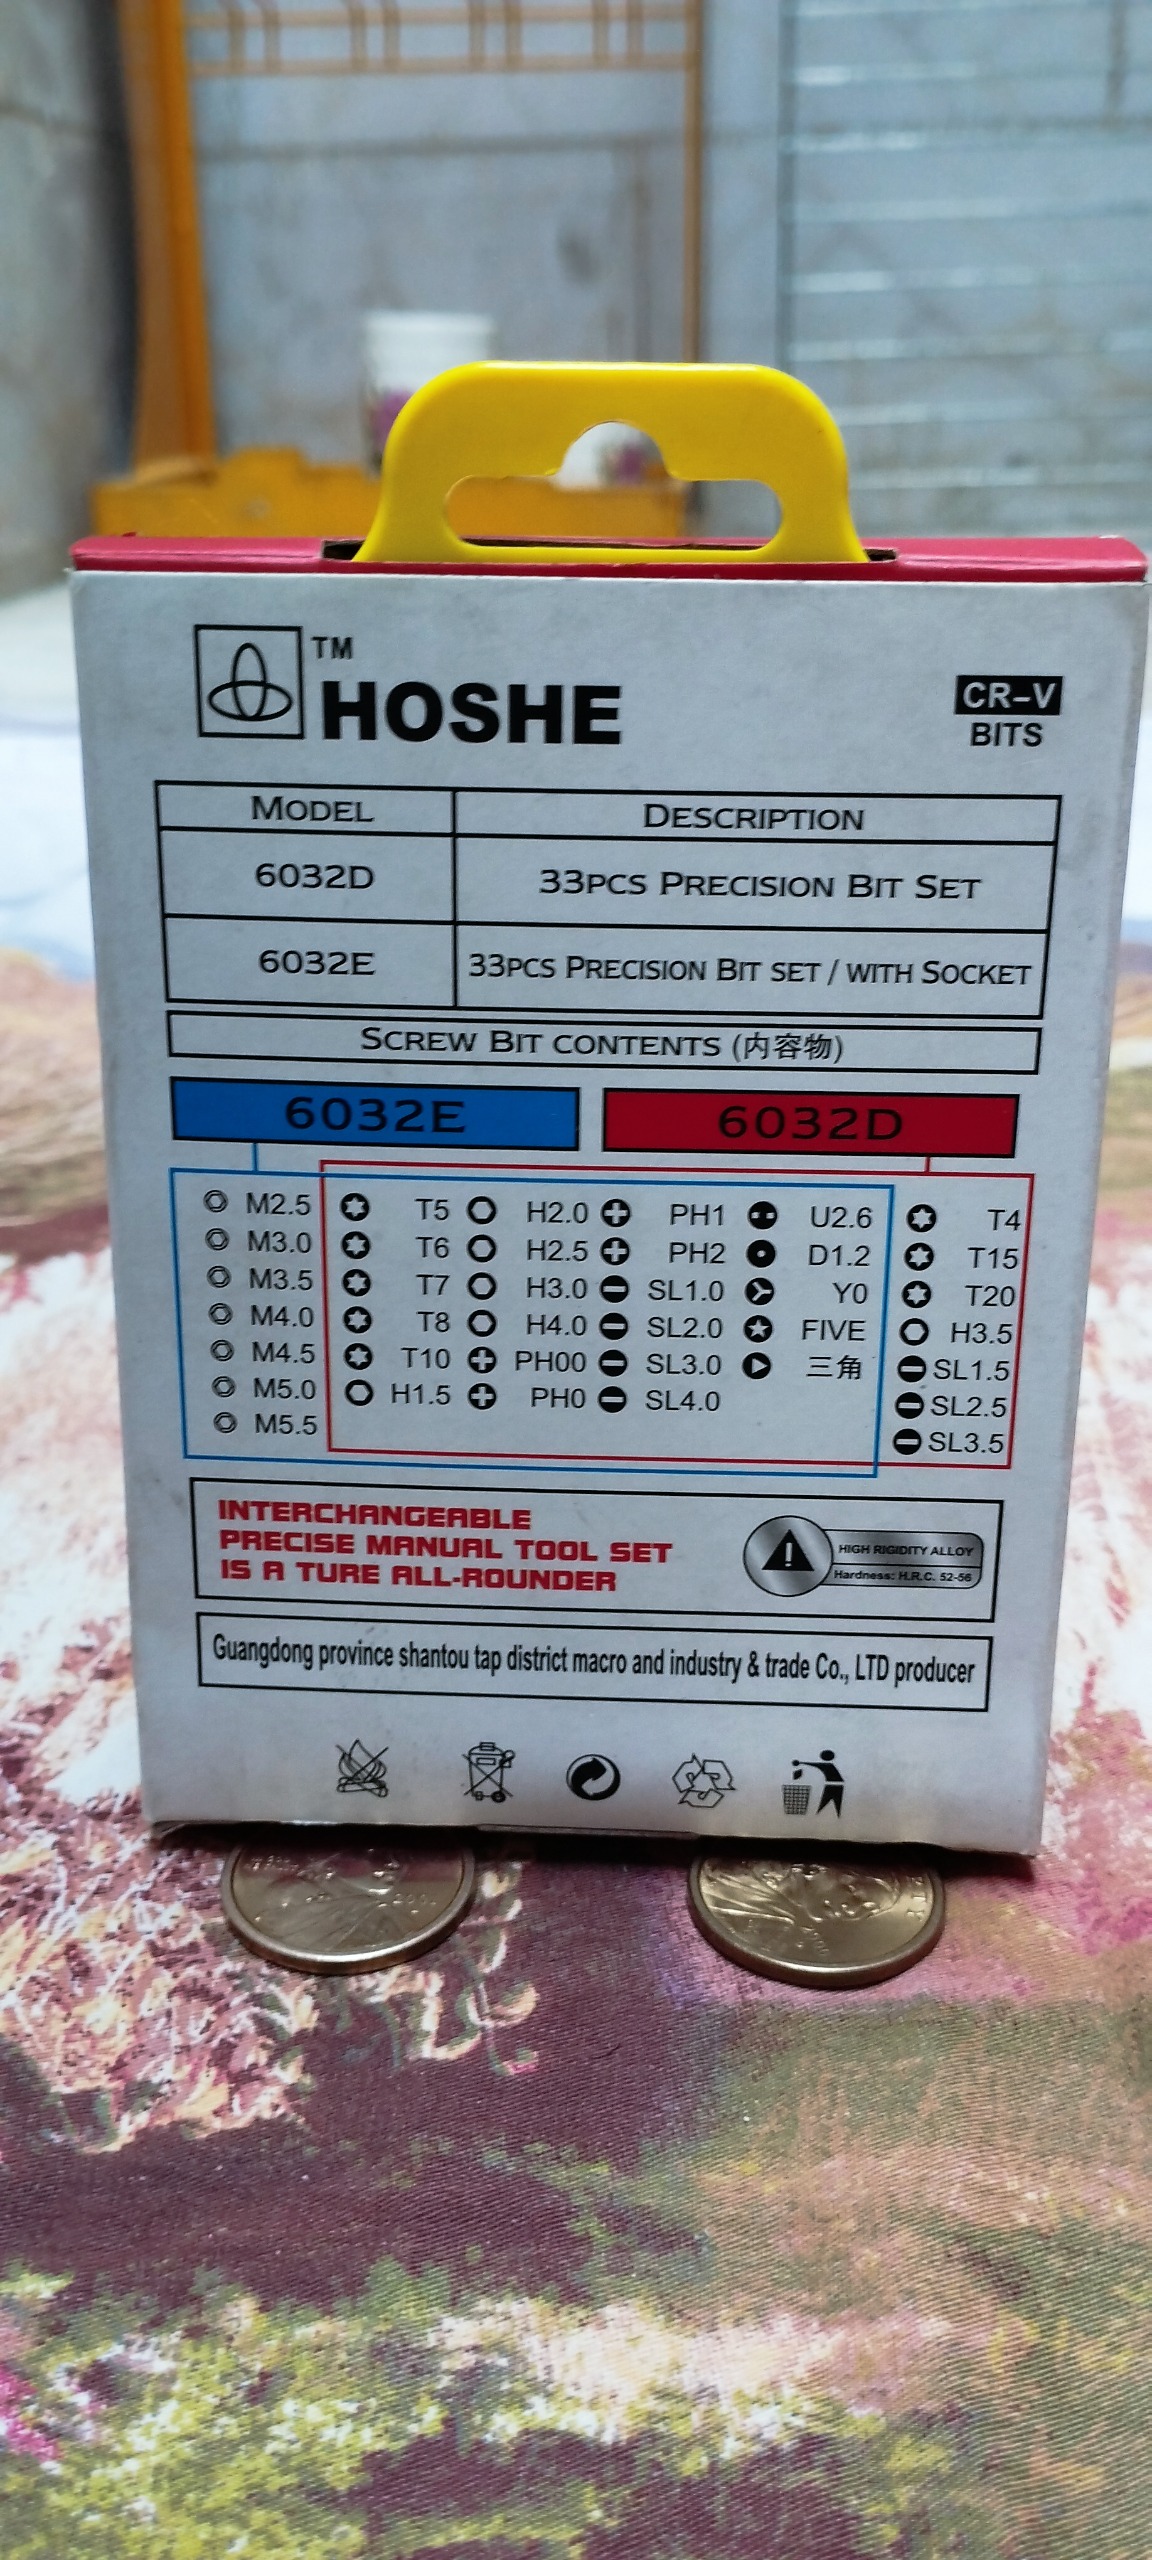 TM
HOSHE
CR-V
BITS
MODEL DESCRIPTION
6032D 33PCS PRECISION BIT SET
6032E 33PCS PRECISION BIT SET / WITH SOCKET
SCREW BIT CONTENTS (内容物)
6032E 6032D
M2.5 T5 H2.0 PH1 U2.6 T4
M3.0 T6 H2.5 PH2 D1.2 T15
M3.5 T7 H3.0 SL1.0 Y0 T20
M4.0 T8 H4.0 SL2.0 FIVE H3.5
M4.5 T10 PH00 SL3.0 三角 SL1.5
M5.0 H1.5 PH0 SL4.0 SL2.5
M5.5 SL3.5
INTERCHANGEABLE
PRECISE MANUAL TOOL SET
IS A TURE ALL-ROUNDER
HIGH RIGIDITY ALLOY
Hardness: H.R.C. 52-56
Guangdong province shantou tap district macro and industry & trade Co., LTD producer